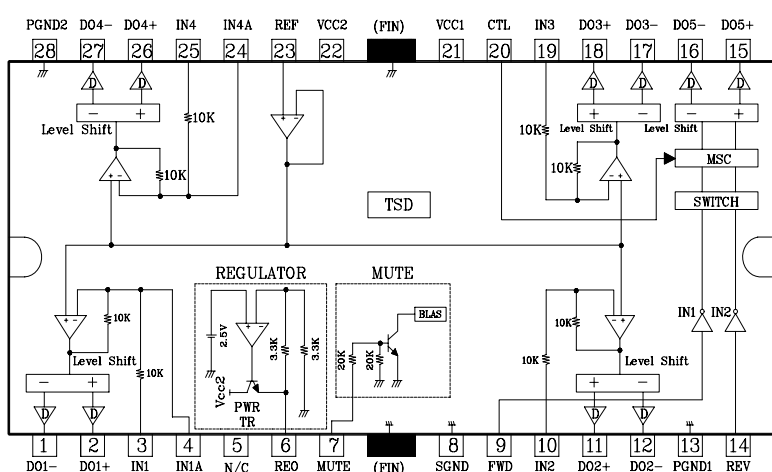 PGND2 DO4- DO4+ IN4 IN4A REF VCC2 (FIN) VCC1 CTL IN3 DO3+ DO3- DO5- DO5+
28 27 26 25 24 23 22 21 20 19 18 17 16 15
D D D D D D
- + + - - +
Level Shift 10K + - 10K Level Shift Level Shift
+ - 10K 10K + - MSC
TSD SWITCH
REGULATOR MUTE
+ - 10K 2.5V + - 3.3K 3.3K BLAS 10K - + IN1 IN2
Level Shift 10K 20K 20K 10K Level Shift
- + Vcc2 PWR + -
D D TR D D
1 2 3 4 5 6 7 8 9 10 11 12 13 14
DO1- DO1+ IN1 IN1A N/C REO MUTE (FIN) SGND FWD IN2 DO2+ DO2- PGND1 REV